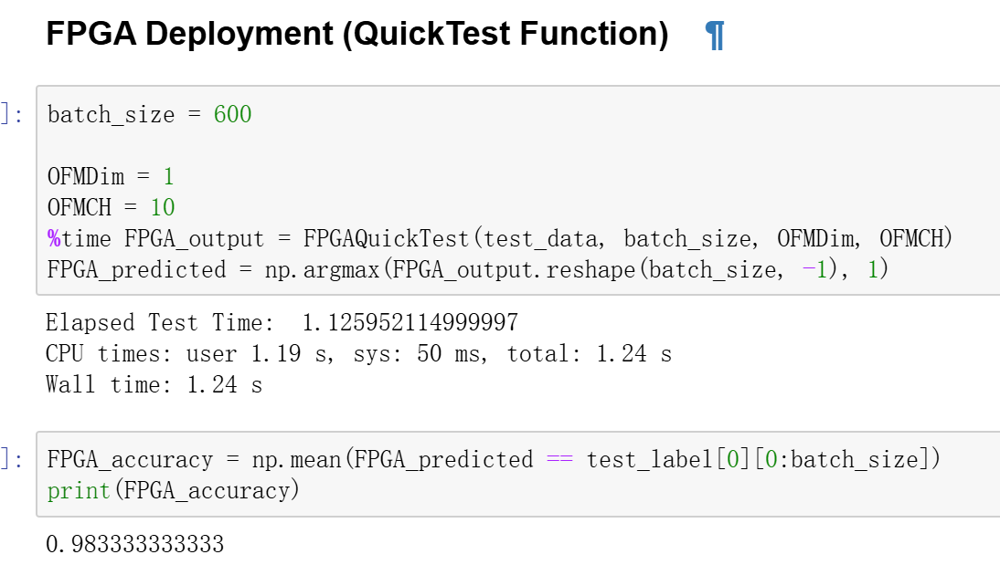 FPGA Deployment (QuickTest Function) ¶
]: batch_size = 600
OFMDim = 1
OFMCH = 10
%time FPGA_output = FPGAQuickTest(test_data, batch_size, OFMDim, OFMCH)
FPGA_predicted = np.argmax(FPGA_output.reshape(batch_size, -1), 1)
Elapsed Test Time:  1.125952114999997
CPU times: user 1.19 s, sys: 50 ms, total: 1.24 s
Wall time: 1.24 s
]: FPGA_accuracy = np.mean(FPGA_predicted == test_label[0][0:batch_size])
print(FPGA_accuracy)
0.983333333333